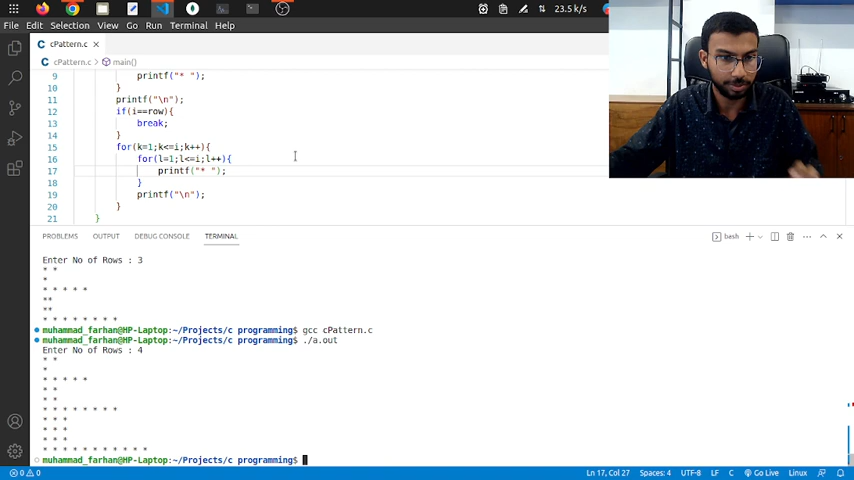 23.5 k/s
File Edit Selection View Go Run Terminal Help
C cPattern.c ×
C cPattern.c > main()
9 printf("* ");
10 }
11 printf("\n");
12 if(i==row){
13 break;
14 }
15 for(k=1;k<=i;k++){
16 for(l=1;l<=i;l++){
17 printf("* ");
18 }
19 printf("\n");
20 }
21 }
PROBLEMS OUTPUT DEBUG CONSOLE TERMINAL bash
Enter No of Rows : 3
* *
*
* * * * *
**
**
* * * * * * * *
muhammad_farhan@HP-Laptop:~/Projects/c programming$ gcc cPattern.c
muhammad_farhan@HP-Laptop:~/Projects/c programming$ ./a.out
Enter No of Rows : 4
* *
*
* * * * *
* *
* *
* * * * * * * *
* * *
* * *
* * *
* * * * * * * * * * *
muhammad_farhan@HP-Laptop:~/Projects/c programming$
0 0 Ln 17, Col 27 Spaces: 4 UTF-8 LF C Go Live Linux